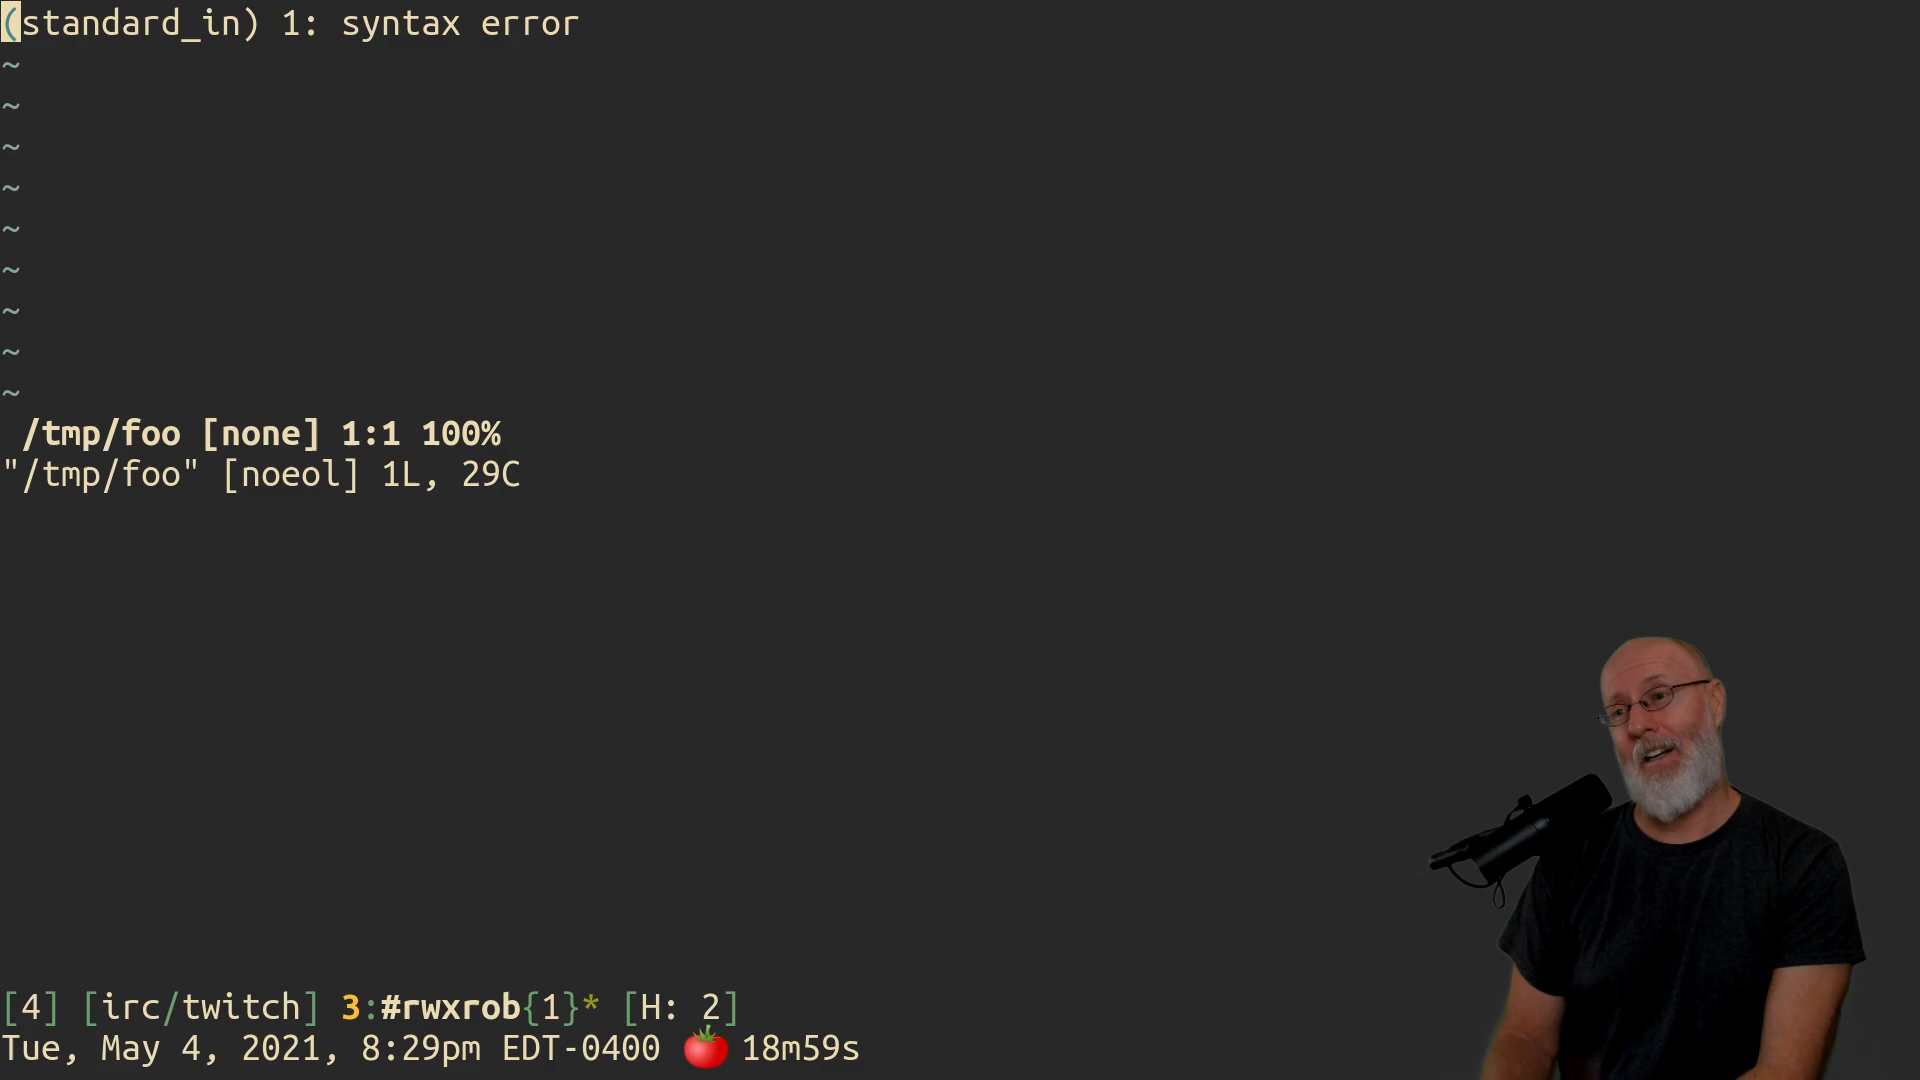 (standard_in) 1: syntax error
~
~
~
~
~
~
~
~
~
/tmp/foo [none] 1:1 100%
"/tmp/foo" [noeol] 1L, 29C
[4] [irc/twitch] 3:#rwxrob{1}* [H: 2]
Tue, May 4, 2021, 8:29pm EDT-0400 🍅 18m59s